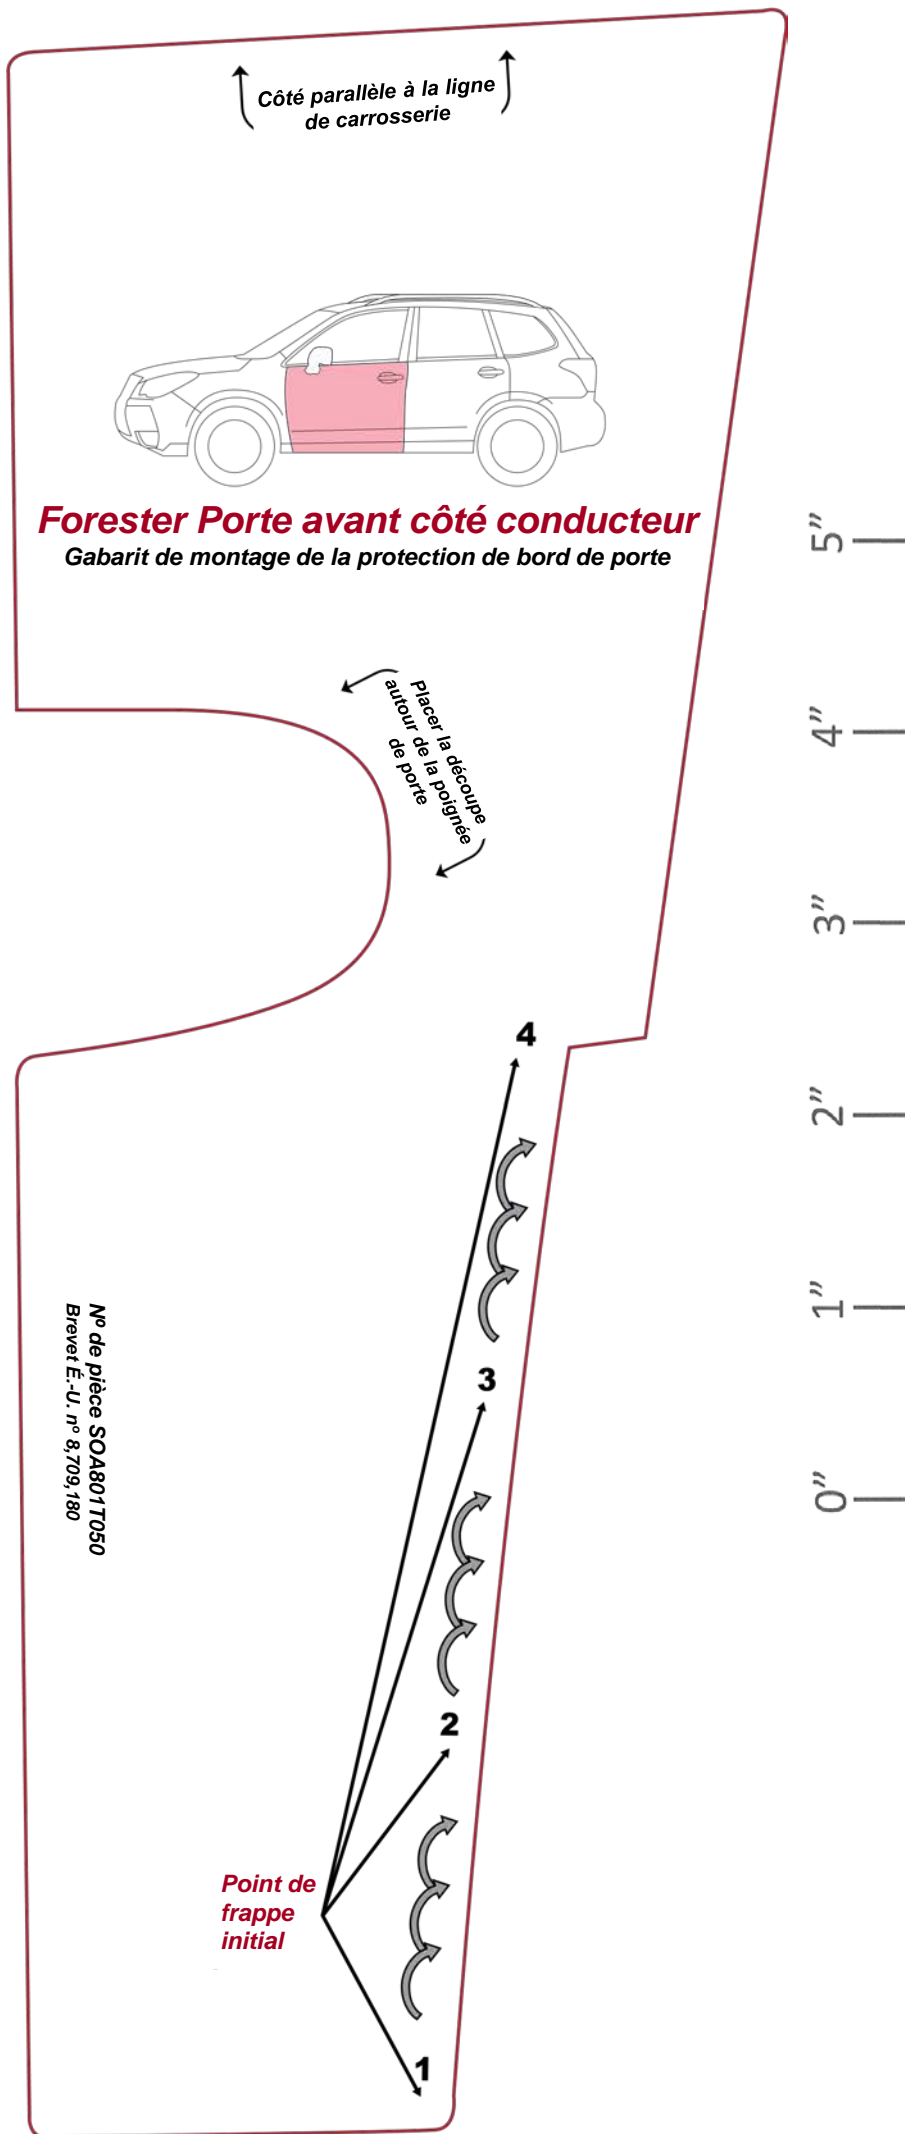 Côté parallèle à la ligne
de carrosserie
Forester Porte avant côté conducteur
Gabarit de montage de la protection de bord de porte
5”
4”
3”
2”
1”
0”
Placer la découpe
autour de la poignée
de porte
4
3
2
1
Nº de pièce SOA801T050
Brevet É.-U. nº 8,709,180
Point de
frappe
initial